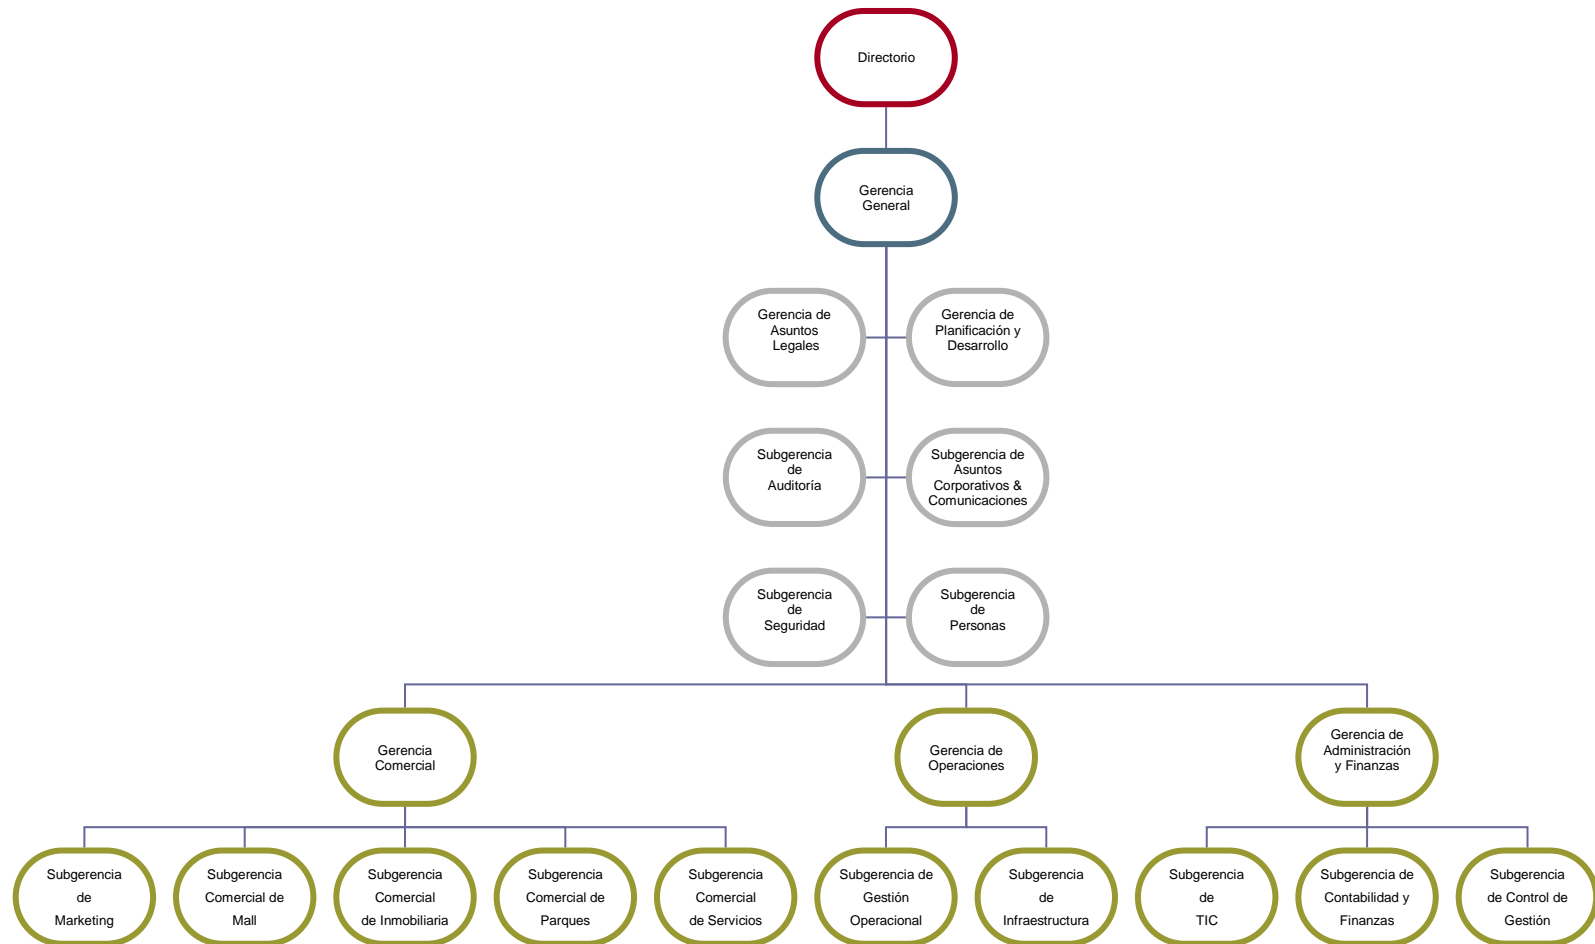 Directorio
Gerencia
General
Gerencia de
Asuntos
Legales
Gerencia de
Planificación y
Desarrollo
Subgerencia
de
Auditoría
Subgerencia de
Asuntos
Corporativos &
Comunicaciones
Subgerencia
de
Seguridad
Subgerencia
de
Personas
Gerencia
Comercial
Gerencia de
Operaciones
Gerencia de
Administración
y Finanzas
Subgerencia
de
Marketing
Subgerencia
Comercial de
Mall
Subgerencia
Comercial
de Inmobiliaria
Subgerencia
Comercial de
Parques
Subgerencia
Comercial
de Servicios
Subgerencia de
Gestión
Operacional
Subgerencia
de
Infraestructura
Subgerencia
de
TIC
Subgerencia de
Contabilidad y
Finanzas
Subgerencia
de Control de
Gestión